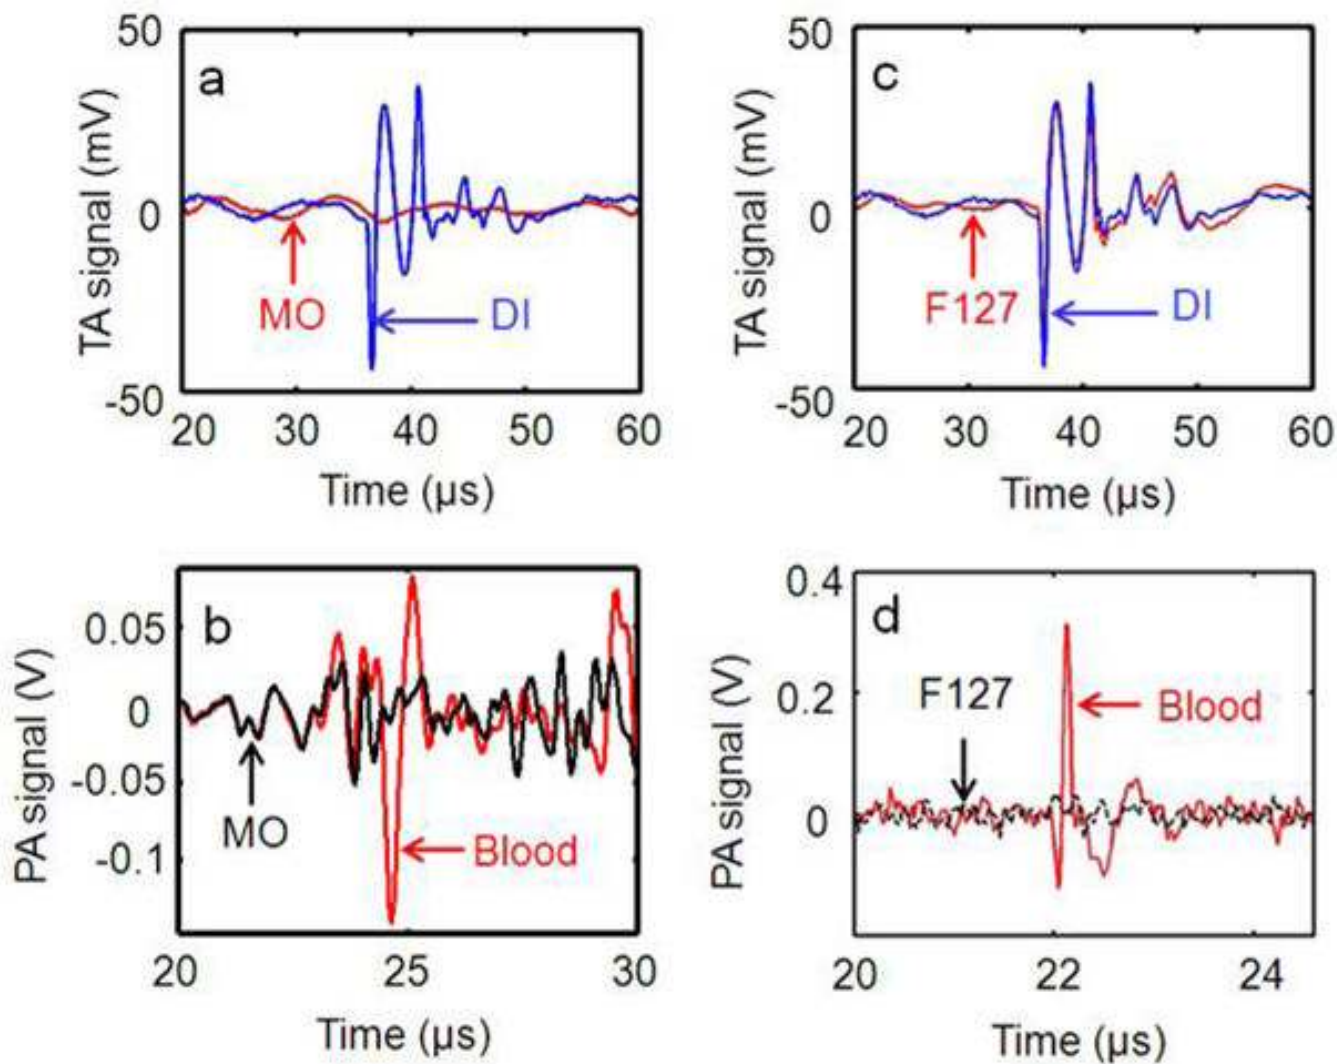 a
50
0
-50
TA signal (mV)
MO
DI
20 30 40 50 60
Time (µs)
c
50
0
-50
TA signal (mV)
F127
DI
20 30 40 50 60
Time (µs)
b
0.05
0
-0.05
-0.1
PA signal (V)
MO
Blood
20 25 30
Time (µs)
d
0.4
0.2
0
PA signal (V)
F127
Blood
20 22 24
Time (µs)